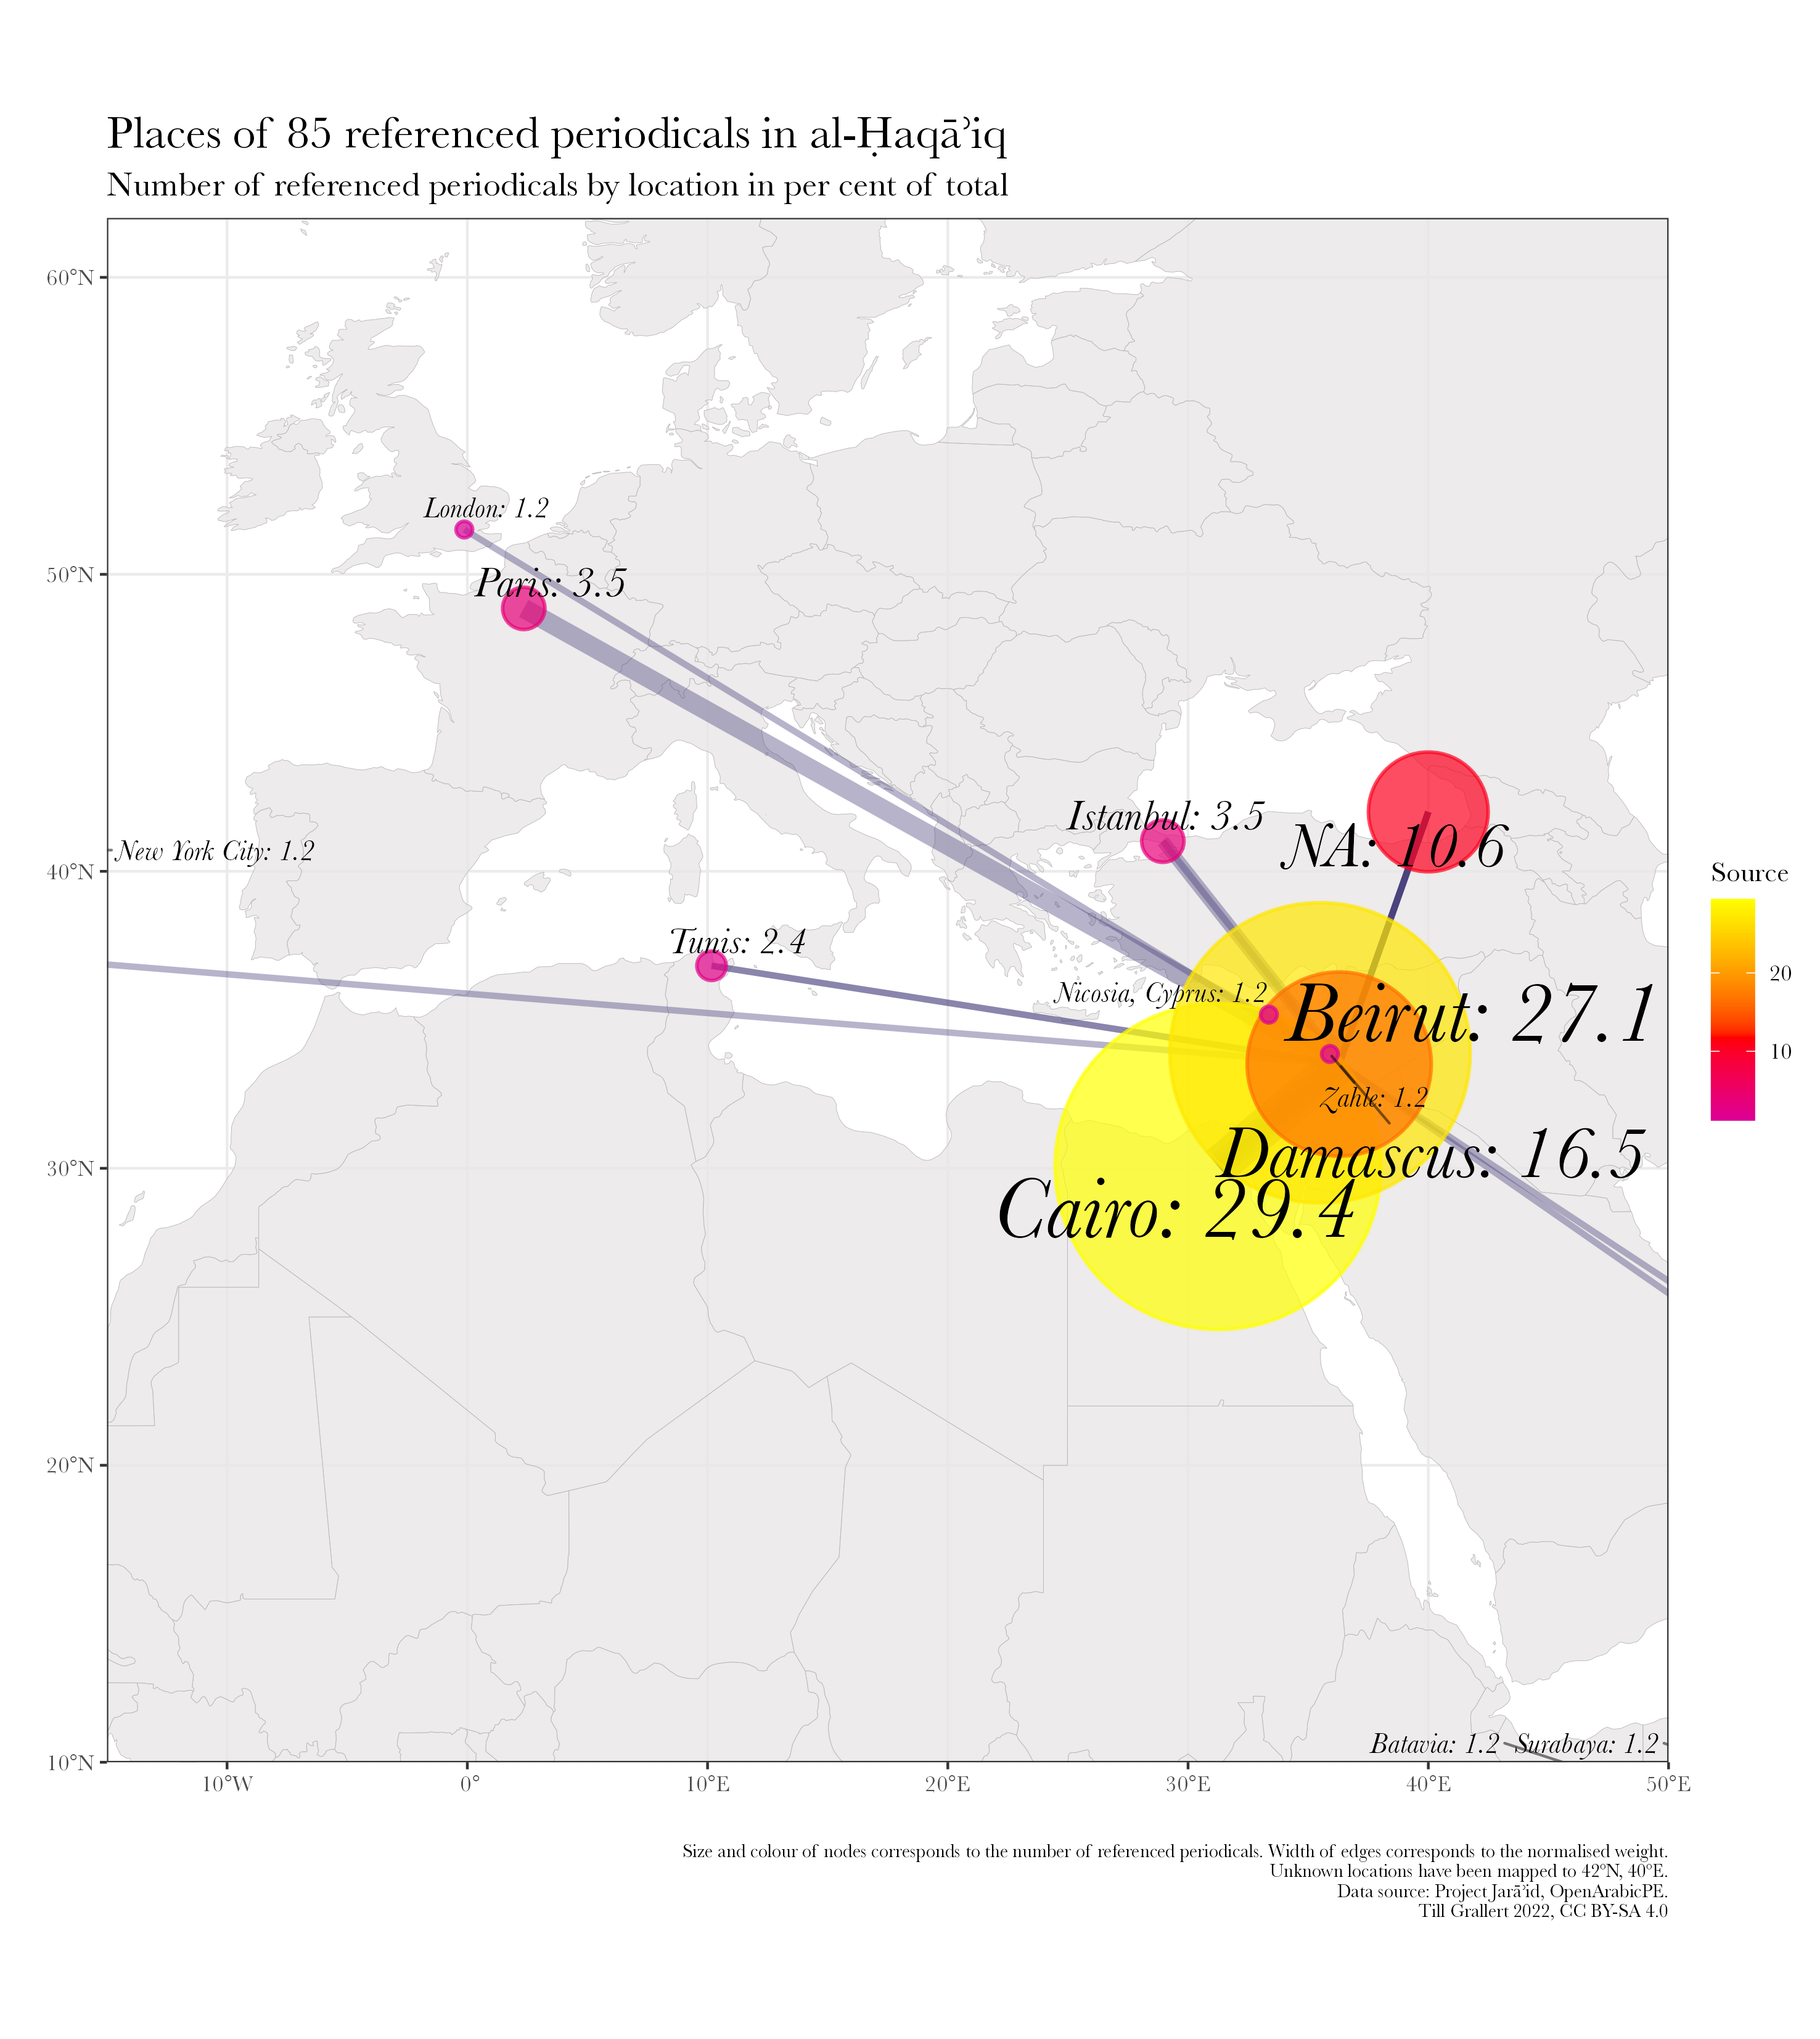 Places of 85 referenced periodicals in al-Ḥaqāʾiq
Number of referenced periodicals by location in per cent of total
60°N
50°N
40°N
30°N
20°N
10°N
London: 1.2
Paris: 3.5
Istanbul: 3.5
NA: 10.6
New York City: 1.2
Tunis: 2.4
Nicosia, Cyprus: 1.2
Beirut: 27.1
Zahle: 1.2
Damascus: 16.5
Cairo: 29.4
Batavia: 1.2
Surabaya: 1.2
10°W
0°
10°E
20°E
30°E
40°E
50°E
Source
20
10
Size and colour of nodes corresponds to the number of referenced periodicals. Width of edges corresponds to the normalised weight.
Unknown locations have been mapped to 42°N, 40°E.
Data source: Project Jarāʾid, OpenArabicPE.
Till Grallert 2022, CC BY-SA 4.0